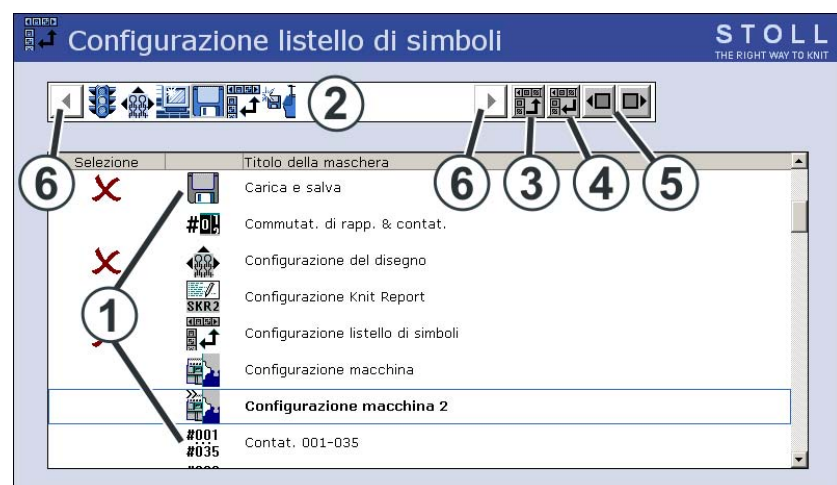 Configurazione listello di simboli
STOLL
THE RIGHT WAY TO KNIT
2
6
6
3
4
5
Selezione
Titolo della maschera
Carica e salva
Commutat. di rapp. & contat.
Configurazione del disegno
SKR2
Configurazione Knit Report
1
Configurazione listello di simboli
Configurazione macchina
Configurazione macchina 2
#001
#035
Contat. 001-035